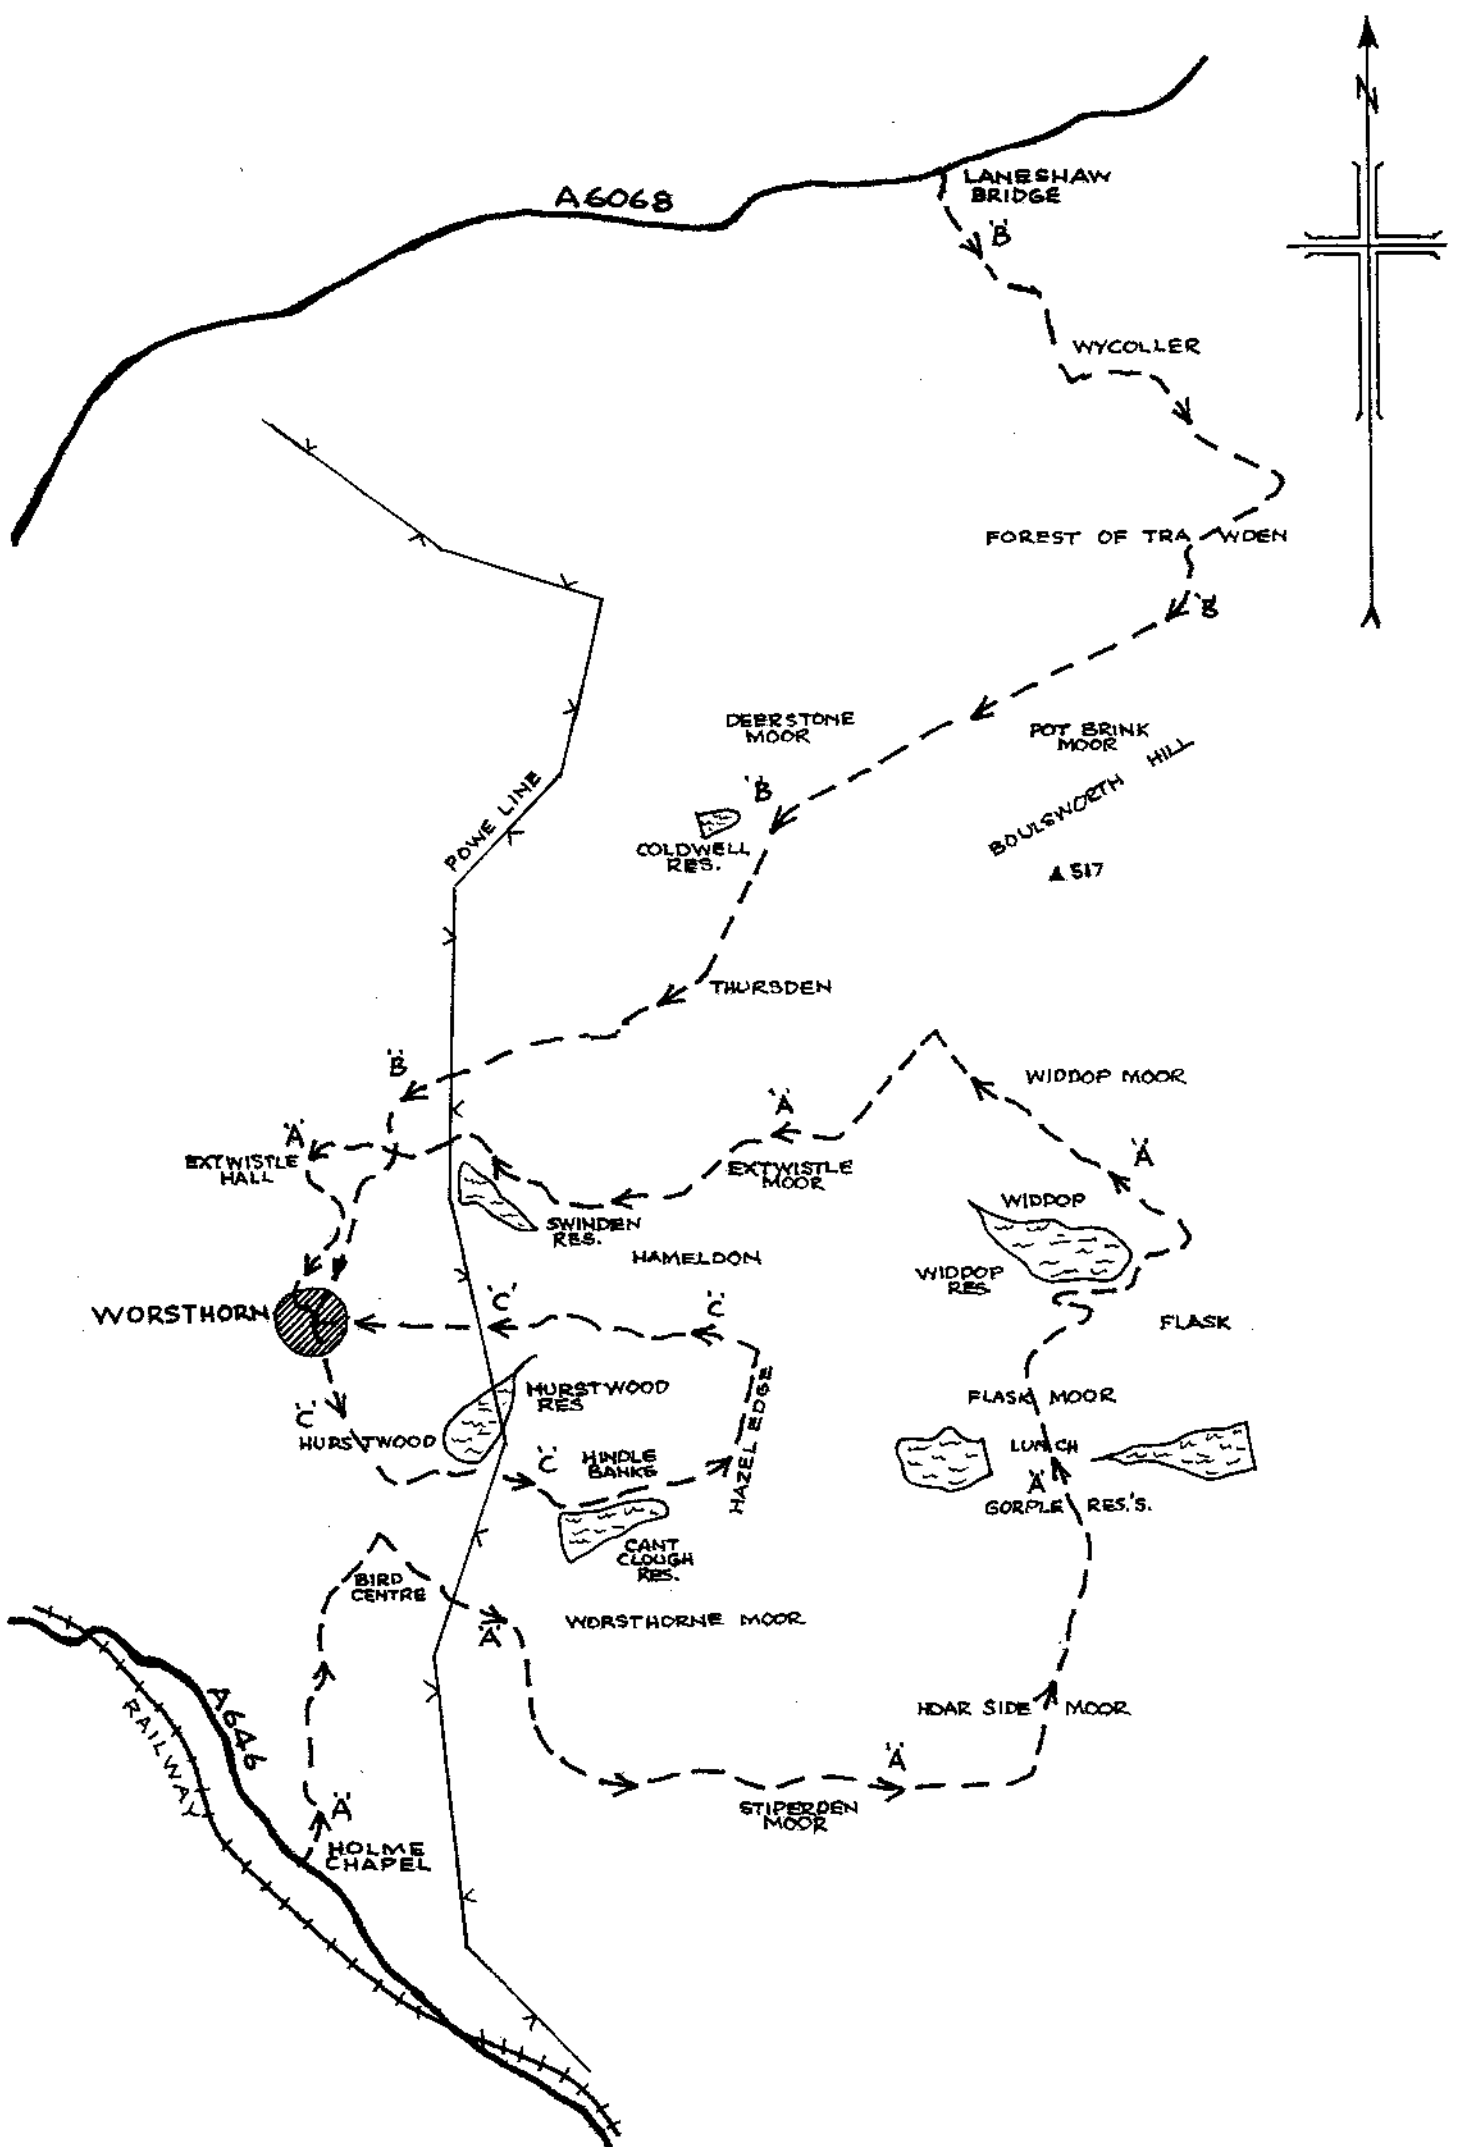 N
A6068
LANESHAW
BRIDGE
'B'
WYCOLLER
FOREST OF TRAWDEN
'B'
DEERSTONE
MOOR
POT BRINK
MOOR
BOULSWORTH HILL
517
'B'
COLDWELL
RES.
POWE LINE
THURSDEN
'B'
WIDDOP MOOR
'A'
'A'
EXTWISTLE
HALL
EXTWISTLE
MOOR
'A'
WIDDOP
SWINDEN
RES.
HAMELDON
WIDDOP
RES
WORSTHORN
'C'
'C'
FLASK
HURSTWOOD
RES
HAZEL EDGE
FLASK MOOR
'C'
HURSTWOOD
'C'
HINDLE
BANKS
LUNCH
'A'
GORPLE RES.'S.
CANT
CLOUGH
RES.
BIRD
CENTRE
'A'
WORSTHORNE MOOR
HOAR SIDE MOOR
A646
RAILWAY
'A'
STIPERDEN
MOOR
'A'
HOLME
CHAPEL